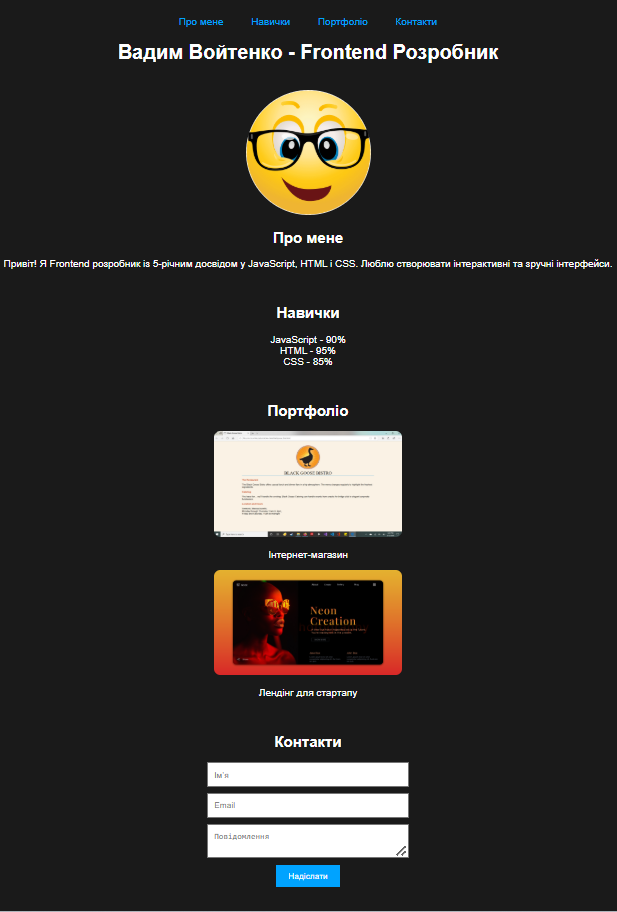 Про мене Навички Портфоліо Контакти
Вадим Войтенко - Frontend Розробник
Про мене
Привіт! Я Frontend розробник із 5-річним досвідом у JavaScript, HTML і CSS. Люблю створювати інтерактивні та зручні інтерфейси.
Навички
JavaScript - 90%
HTML - 95%
CSS - 85%
Портфоліо
BLACK GOOSE BISTRO
Інтернет-магазин
Neon
Creation
Лендінг для стартапу
Контакти
Ім'я
Email
Повідомлення
Надіслати